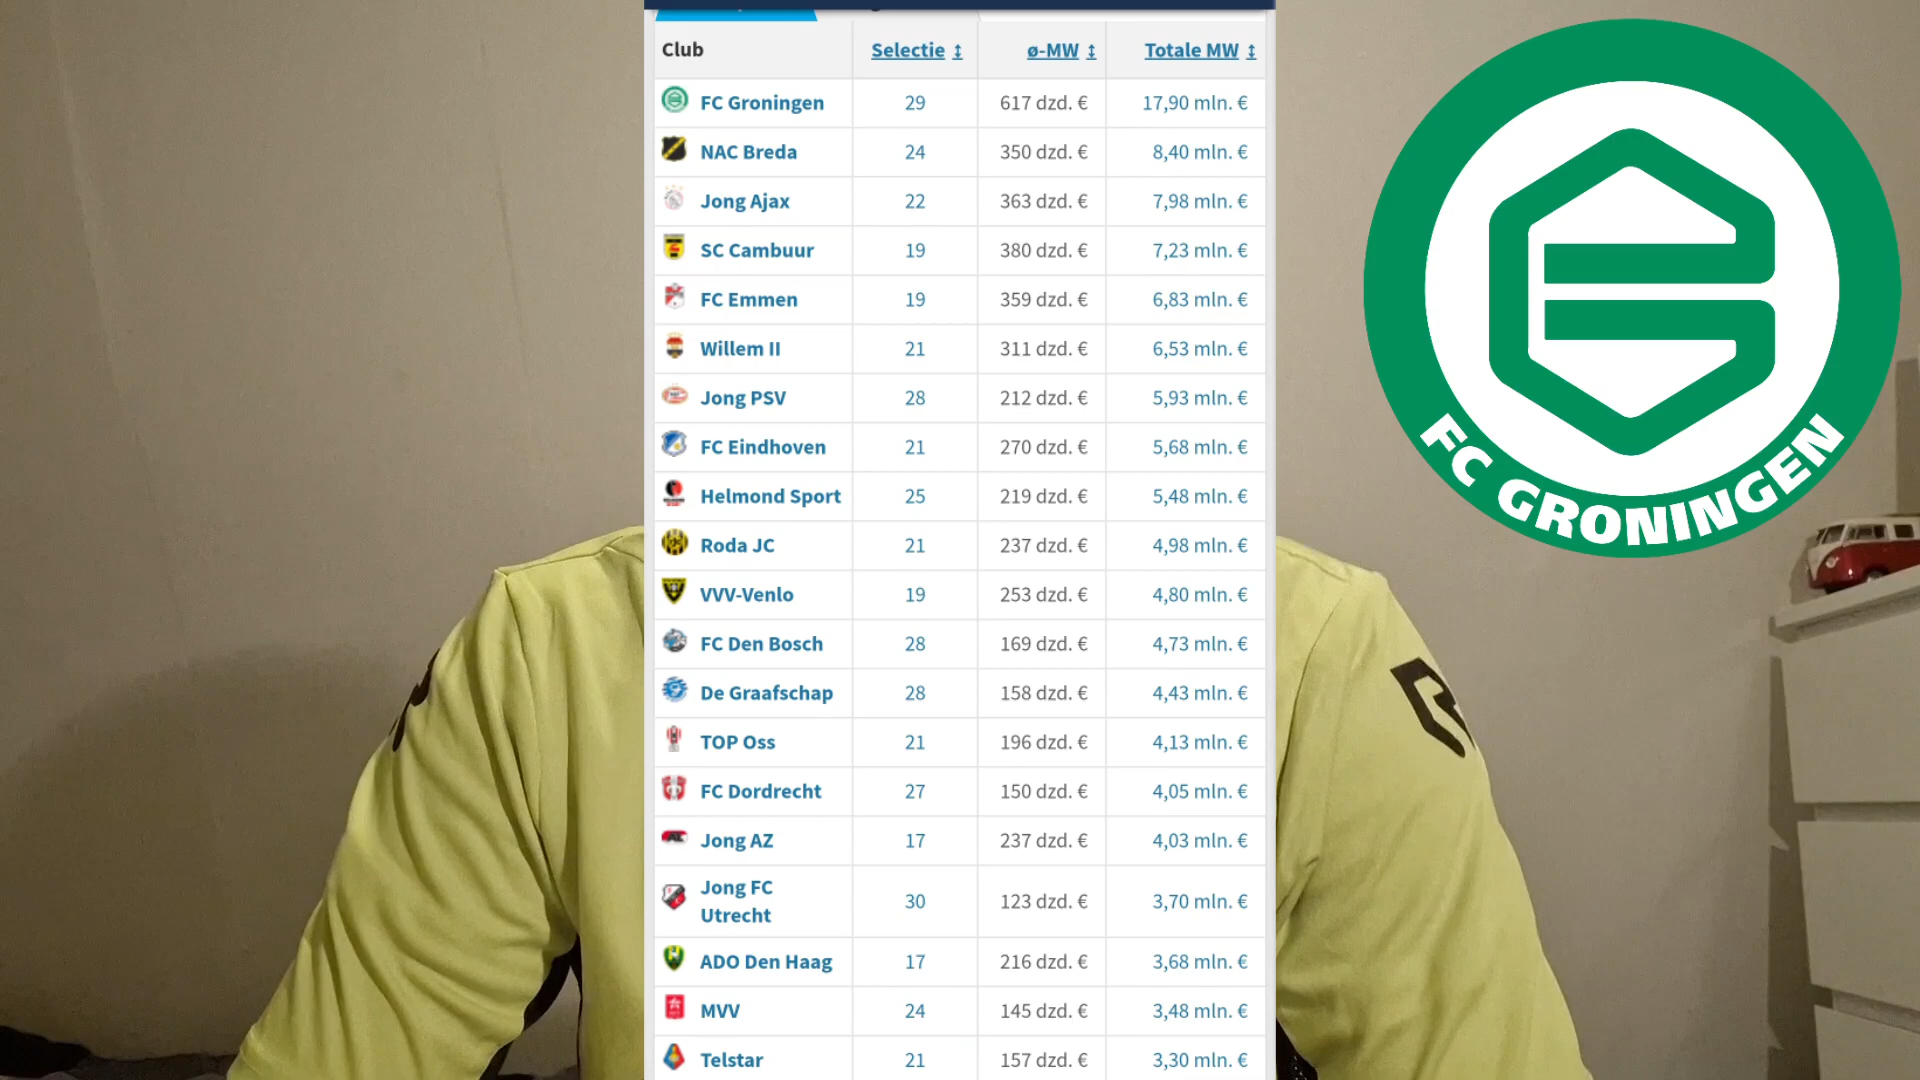 Club Selectie ↕ ø-MW ↕ Totale MW ↕
FC Groningen 29 617 dzd. € 17,90 mln. €
NAC Breda 24 350 dzd. € 8,40 mln. €
Jong Ajax 22 363 dzd. € 7,98 mln. €
SC Cambuur 19 380 dzd. € 7,23 mln. €
FC Emmen 19 359 dzd. € 6,83 mln. €
Willem II 21 311 dzd. € 6,53 mln. €
Jong PSV 28 212 dzd. € 5,93 mln. €
FC Eindhoven 21 270 dzd. € 5,68 mln. €
Helmond Sport 25 219 dzd. € 5,48 mln. €
Roda JC 21 237 dzd. € 4,98 mln. €
VVV-Venlo 19 253 dzd. € 4,80 mln. €
FC Den Bosch 28 169 dzd. € 4,73 mln. €
De Graafschap 28 158 dzd. € 4,43 mln. €
TOP Oss 21 196 dzd. € 4,13 mln. €
FC Dordrecht 27 150 dzd. € 4,05 mln. €
Jong AZ 17 237 dzd. € 4,03 mln. €
Jong FC
Utrecht 30 123 dzd. € 3,70 mln. €
ADO Den Haag 17 216 dzd. € 3,68 mln. €
MVV 24 145 dzd. € 3,48 mln. €
Telstar 21 157 dzd. € 3,30 mln. €
FC GRONINGEN